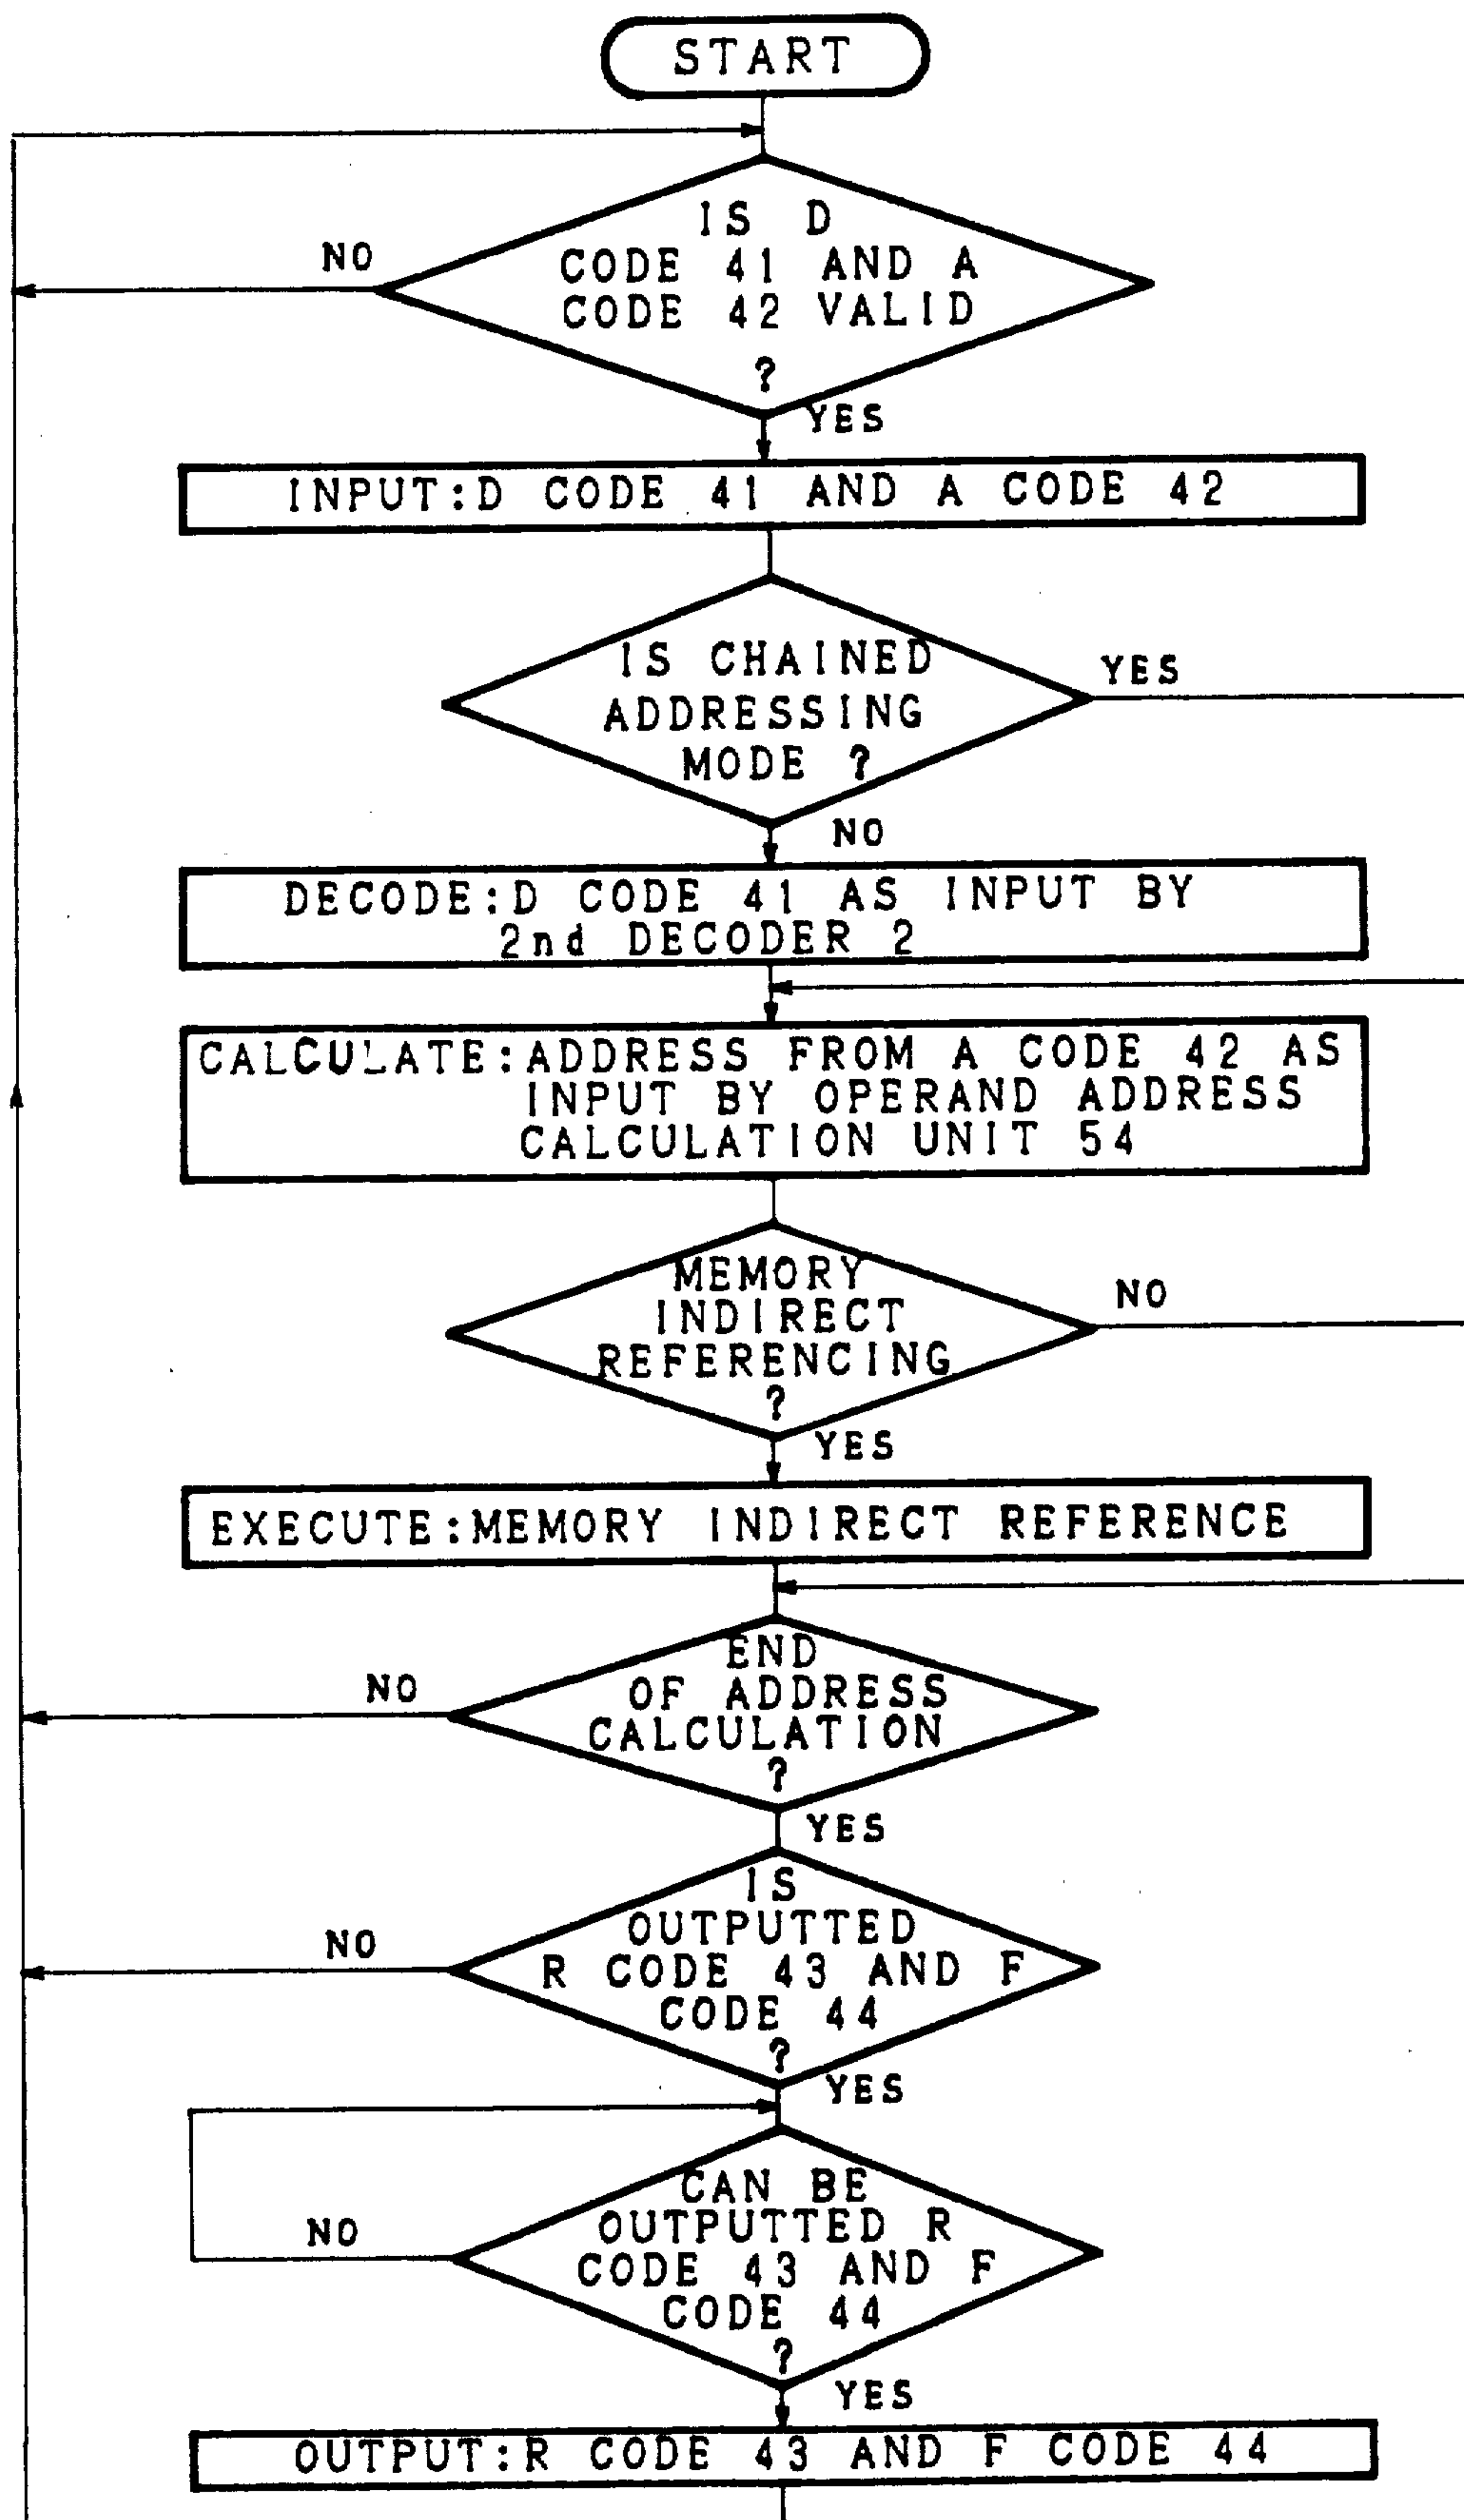 START
IS D
CODE 41 AND A
CODE 42 VALID
?
NO
YES
INPUT:D CODE 41 AND A CODE 42
IS CHAINED
ADDRESSING
MODE ?
YES
NO
DECODE:D CODE 41 AS INPUT BY
2nd DECODER 2
CALCULATE:ADDRESS FROM A CODE 42 AS
INPUT BY OPERAND ADDRESS
CALCULATION UNIT 54
MEMORY
INDIRECT
REFERENCING
?
NO
YES
EXECUTE:MEMORY INDIRECT REFERENCE
END
OF ADDRESS
CALCULATION
?
NO
YES
IS
OUTPUTTED
R CODE 43 AND F
CODE 44
?
NO
YES
CAN BE
OUTPUTTED R
CODE 43 AND F
CODE 44
?
NO
YES
OUTPUT:R CODE 43 AND F CODE 44